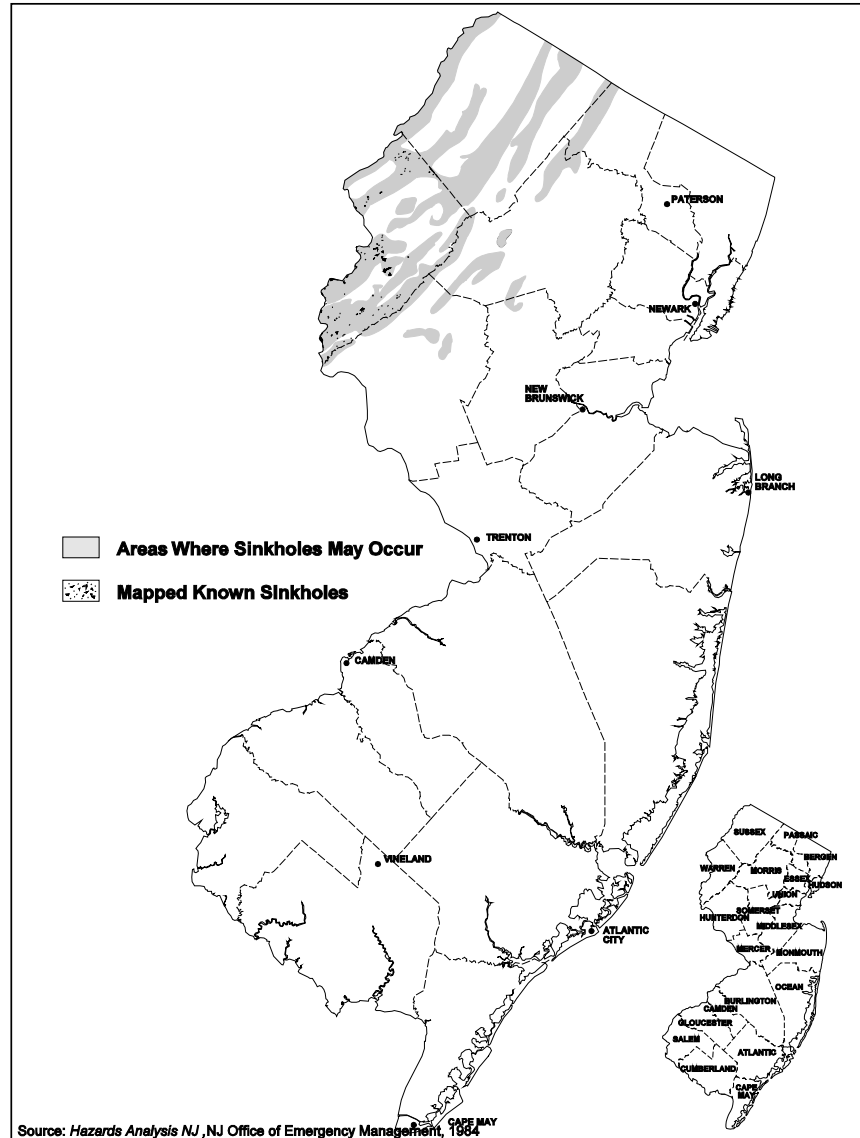 PATERSON
NEWARK
NEW
BRUNSWICK
LONG
BRANCH
TRENTON
Areas Where Sinkholes May Occur
Mapped Known Sinkholes
CAMDEN
VINELAND
ATLANTIC
CITY
CAPE MAY
SUSSEX
PASSAIC
BERGEN
WARREN
MORRIS
ESSEX
HUDSON
UNION
SOMERSET
HUNTERDON
MIDDLESEX
MERCER
MONMOUTH
OCEAN
BURLINGTON
CAMDEN
GLOUCESTER
SALEM
ATLANTIC
CUMBERLAND
CAPE
MAY
Source: Hazards Analysis NJ ,NJ Office of Emergency Management, 1984